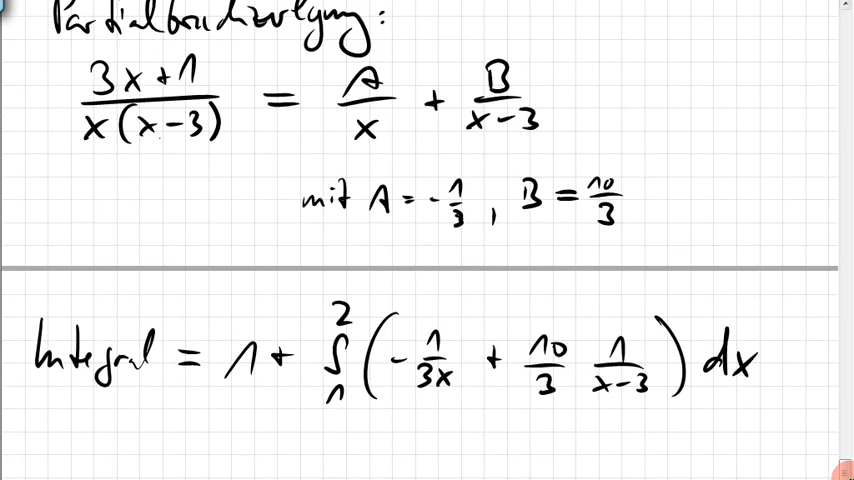 Partialbruchzerlegung:
3x+1 / x(x-3) = A/x + B/x-3
mit A = -1/3, B = 10/3
Integral = 1 + ∫₁² (-1/3x + 10/3 1/x-3) dx